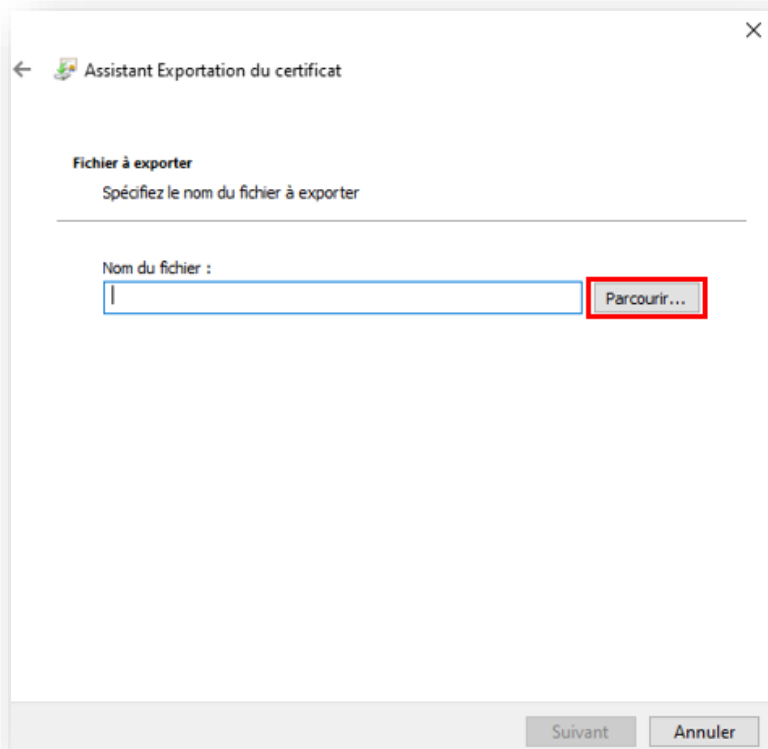 Assistant Exportation du certificat
Fichier à exporter
Spécifiez le nom du fichier à exporter
Nom du fichier :
Parcourir...
Suivant
Annuler